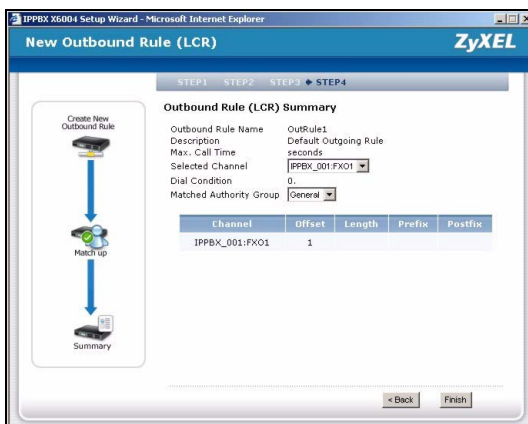 IPPBX X6004 Setup Wizard - Microsoft Internet Explorer
New Outbound Rule (LCR)
ZyXEL
STEP1 STEP2 STEP3 STEP4
Create New
Outbound Rule
Match up
Summary
Outbound Rule (LCR) Summary
Outbound Rule Name OutRule1
Description Default Outgoing Rule
Max. Call Time seconds
Selected Channel IPPBX_001:FXO1
Dial Condition 0.
Matched Authority Group General
Channel Offset Length Prefix Postfix
IPPBX_001:FXO1 1
< Back Finish